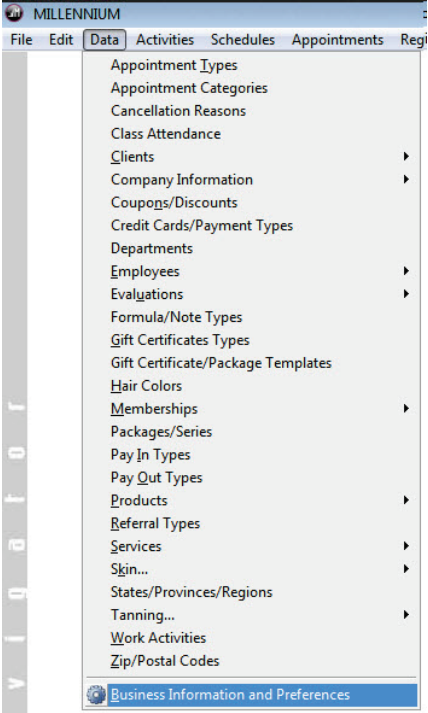 MILLENNIUM
File Edit Data Activities Schedules Appointments Regi
Appointment Types
Appointment Categories
Cancellation Reasons
Class Attendance
Clients
Company Information
Coupons/Discounts
Credit Cards/Payment Types
Departments
Employees
Evaluations
Formula/Note Types
Gift Certificates Types
Gift Certificate/Package Templates
Hair Colors
Memberships
Packages/Series
Pay In Types
Pay Out Types
Products
Referral Types
Services
Skin...
States/Provinces/Regions
Tanning...
Work Activities
Zip/Postal Codes
Business Information and Preferences
v i g a t o r